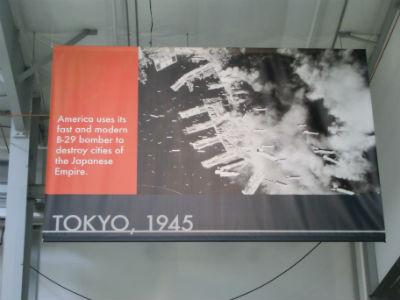 America uses its
fast and modern
B-29 bomber to
destroy cities of
the Japanese
Empire.
TOKYO, 1945